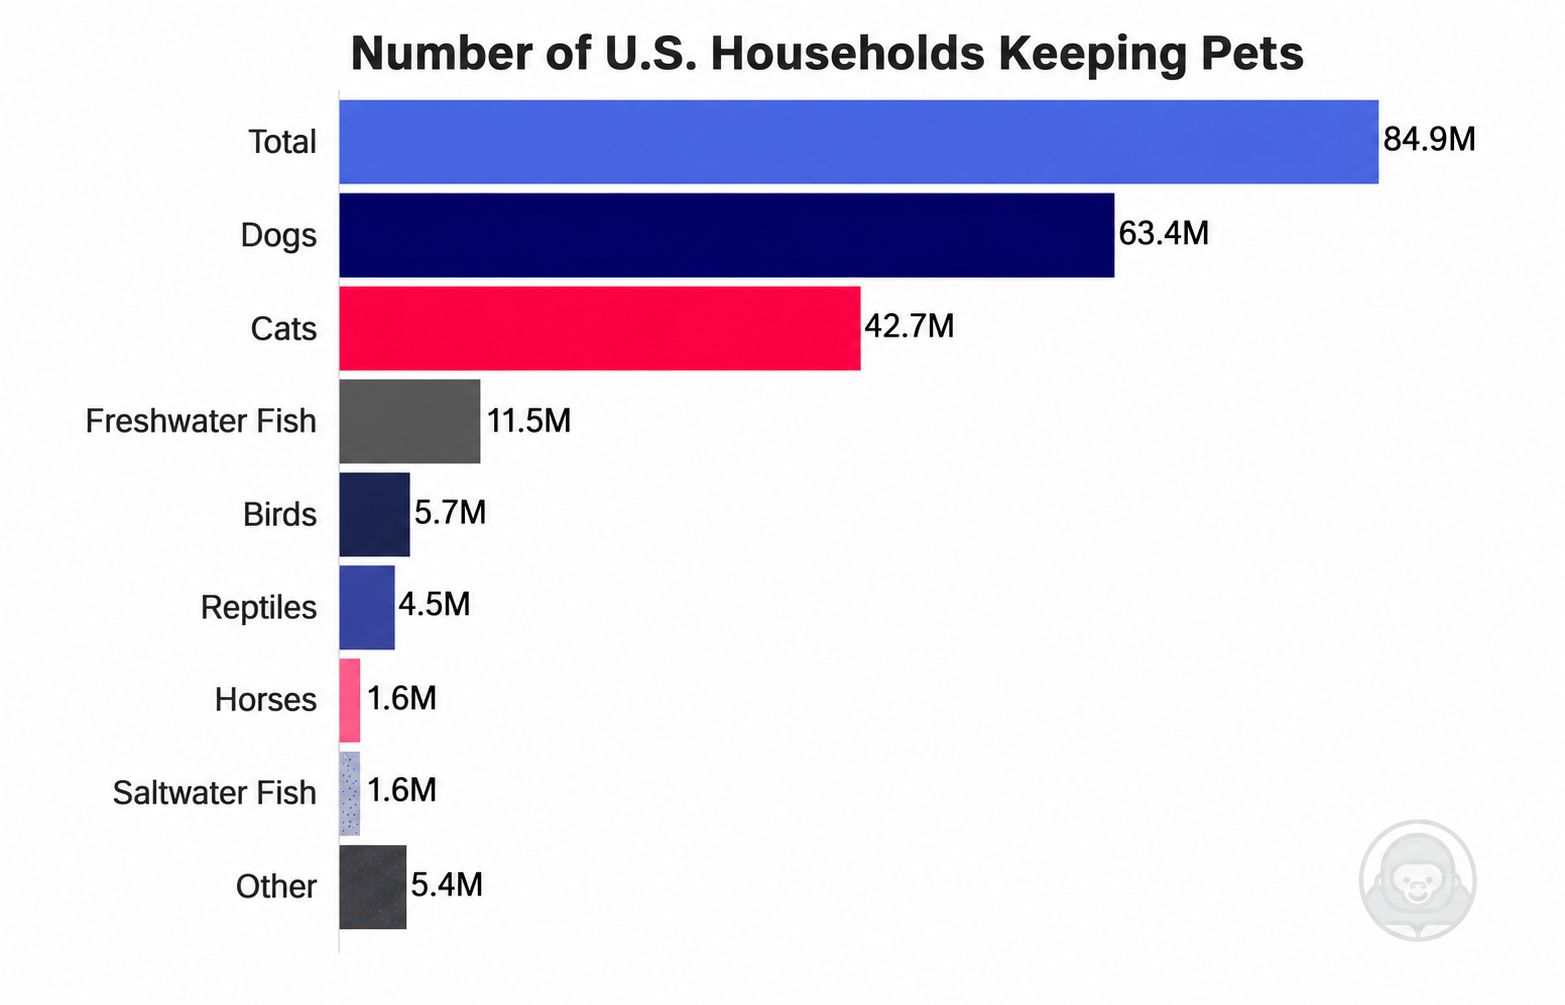 Number of U.S. Households Keeping Pets
Total 84.9M
Dogs 63.4M
Cats 42.7M
Freshwater Fish 11.5M
Birds 5.7M
Reptiles 4.5M
Horses 1.6M
Saltwater Fish 1.6M
Other 5.4M